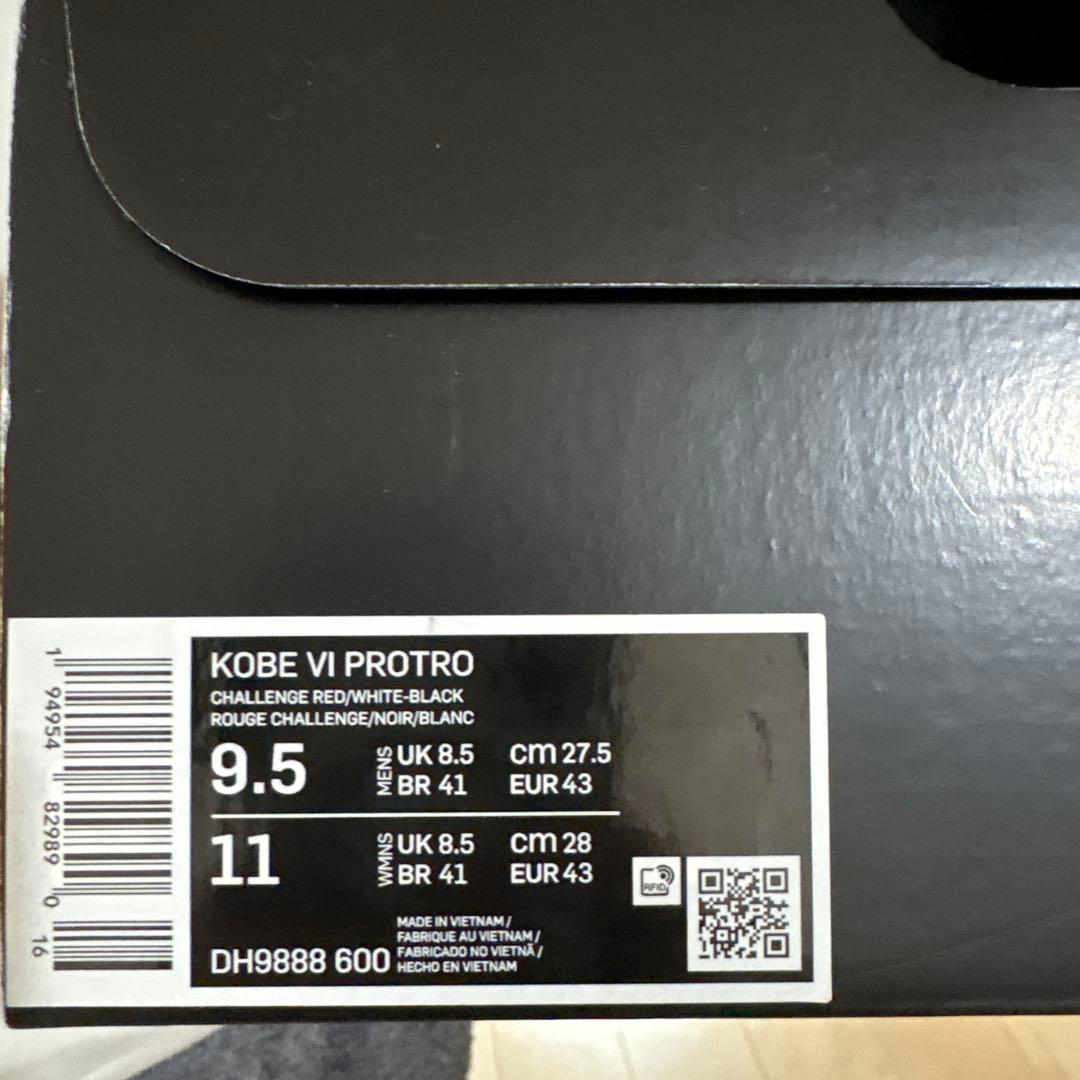 KOBE VI PROTRO
CHALLENGE RED/WHITE-BLACK
ROUGE CHALLENGE/NOIR/BLANC
9.5 MENS UK 8.5 cm 27.5
BR 41 EUR 43
11 WMNS UK 8.5 cm 28
BR 41 EUR 43
RFID
MADE IN VIETNAM /
FABRIQUE AU VIETNAM /
FABRICADO NO VIETNÃ /
HECHO EN VIETNAM
DH9888 600
1 94954 82989 0 16